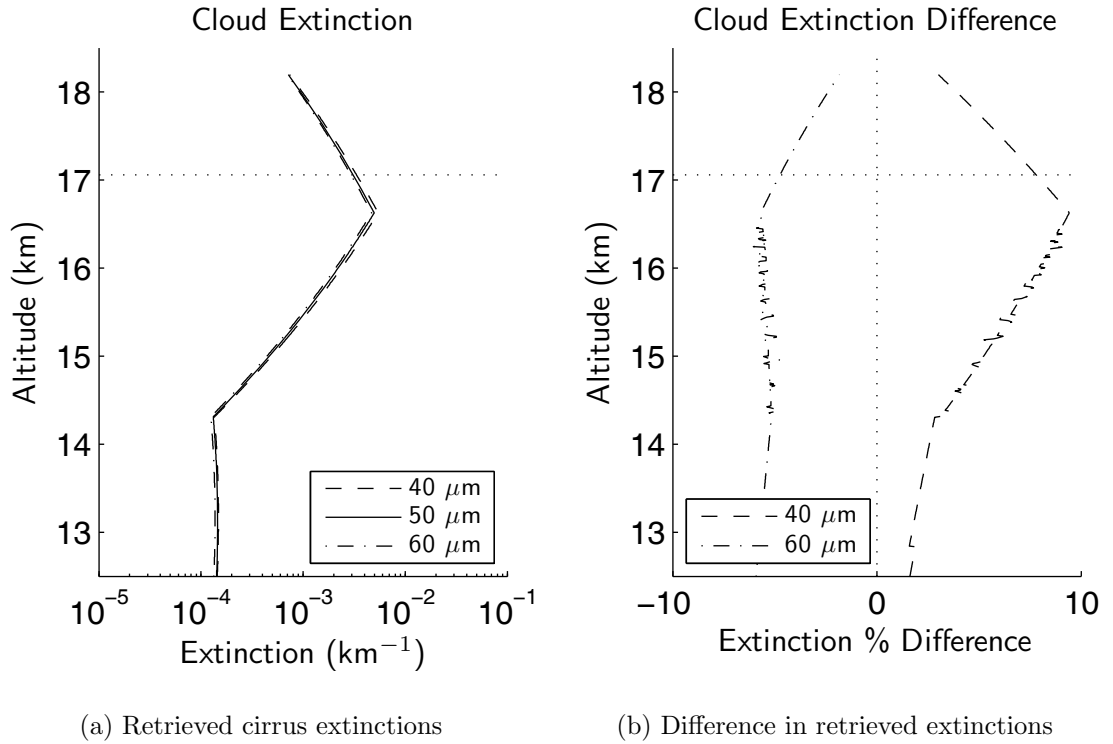 Cloud Extinction
18
17
16
15
14
13
Altitude (km)
40 μm
50 μm
60 μm
10⁻⁵ 10⁻⁴ 10⁻³ 10⁻² 10⁻¹
Extinction (km⁻¹)
(a) Retrieved cirrus extinctions
Cloud Extinction Difference
18
17
16
15
14
13
Altitude (km)
40 μm
60 μm
−10 0 10
Extinction % Difference
(b) Difference in retrieved extinctions